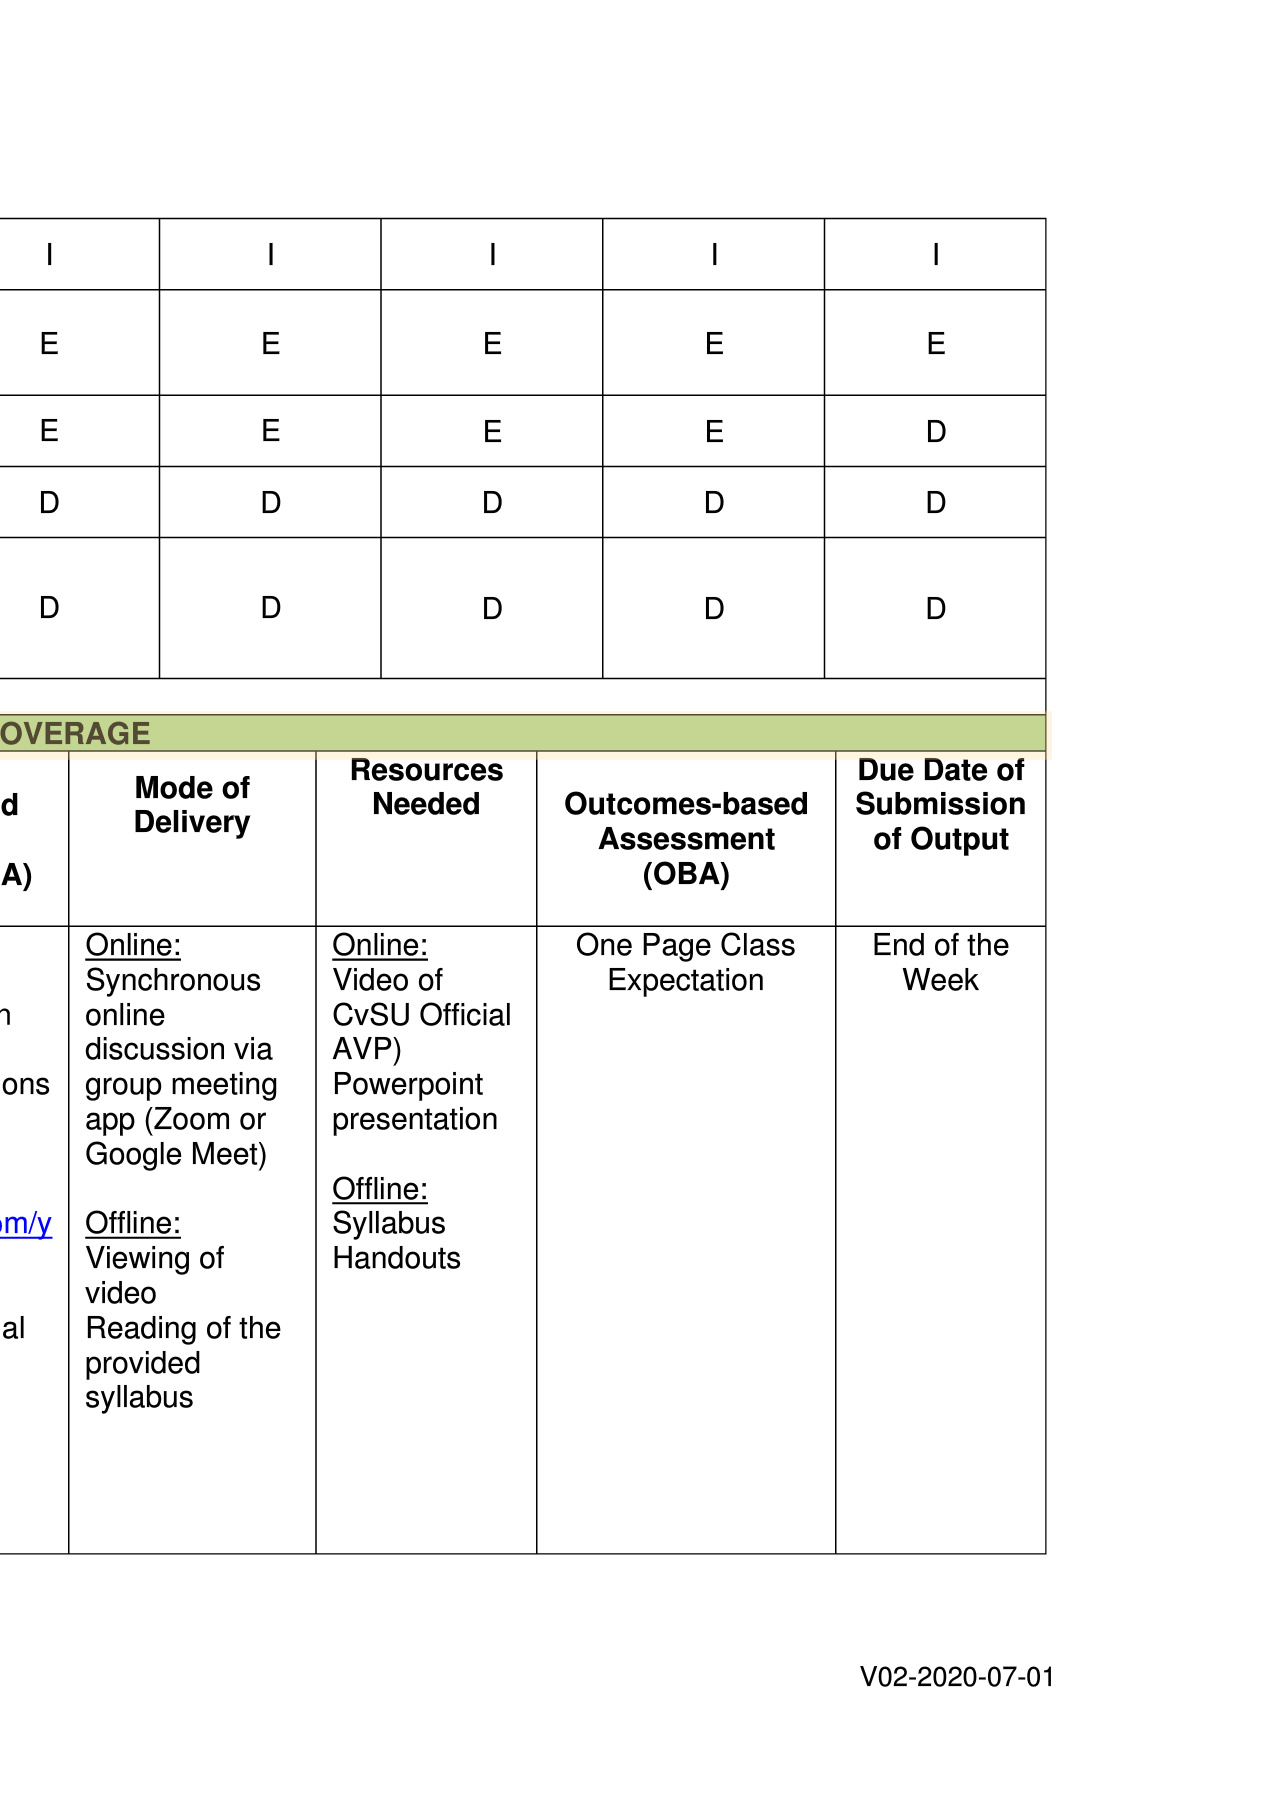 I I I I I
E E E E E
E E E E D
D D D D D
D D D D D
OVERAGE
d
A)
Mode of
Delivery
Resources
Needed
Outcomes-based
Assessment
(OBA)
Due Date of
Submission
of Output
n
ons
om/y
al
Online:
Synchronous
online
discussion via
group meeting
app (Zoom or
Google Meet)
Offline:
Viewing of
video
Reading of the
provided
syllabus
Online:
Video of
CvSU Official
AVP)
Powerpoint
presentation
Offline:
Syllabus
Handouts
One Page Class
Expectation
End of the
Week
V02-2020-07-01